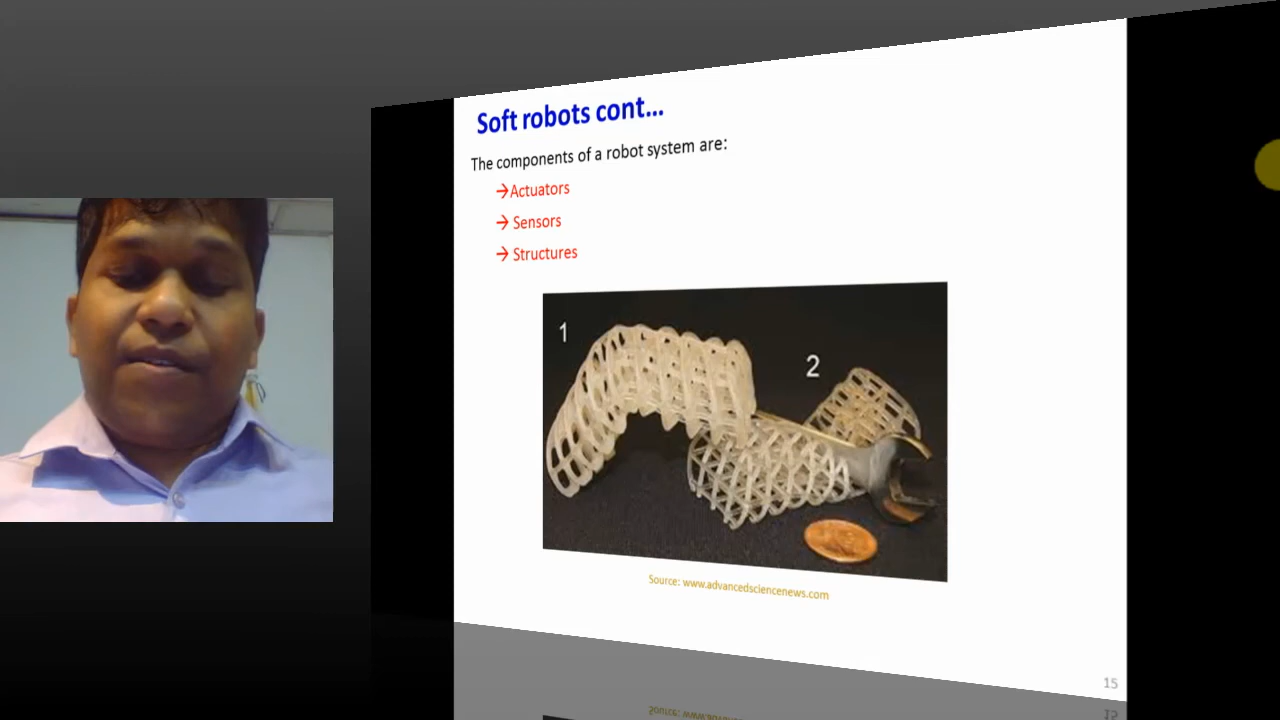 Soft robots cont...
The components of a robot system are:
→Actuators
→ Sensors
→ Structures
1
2
Source: www.advancedsciencenews.com
15